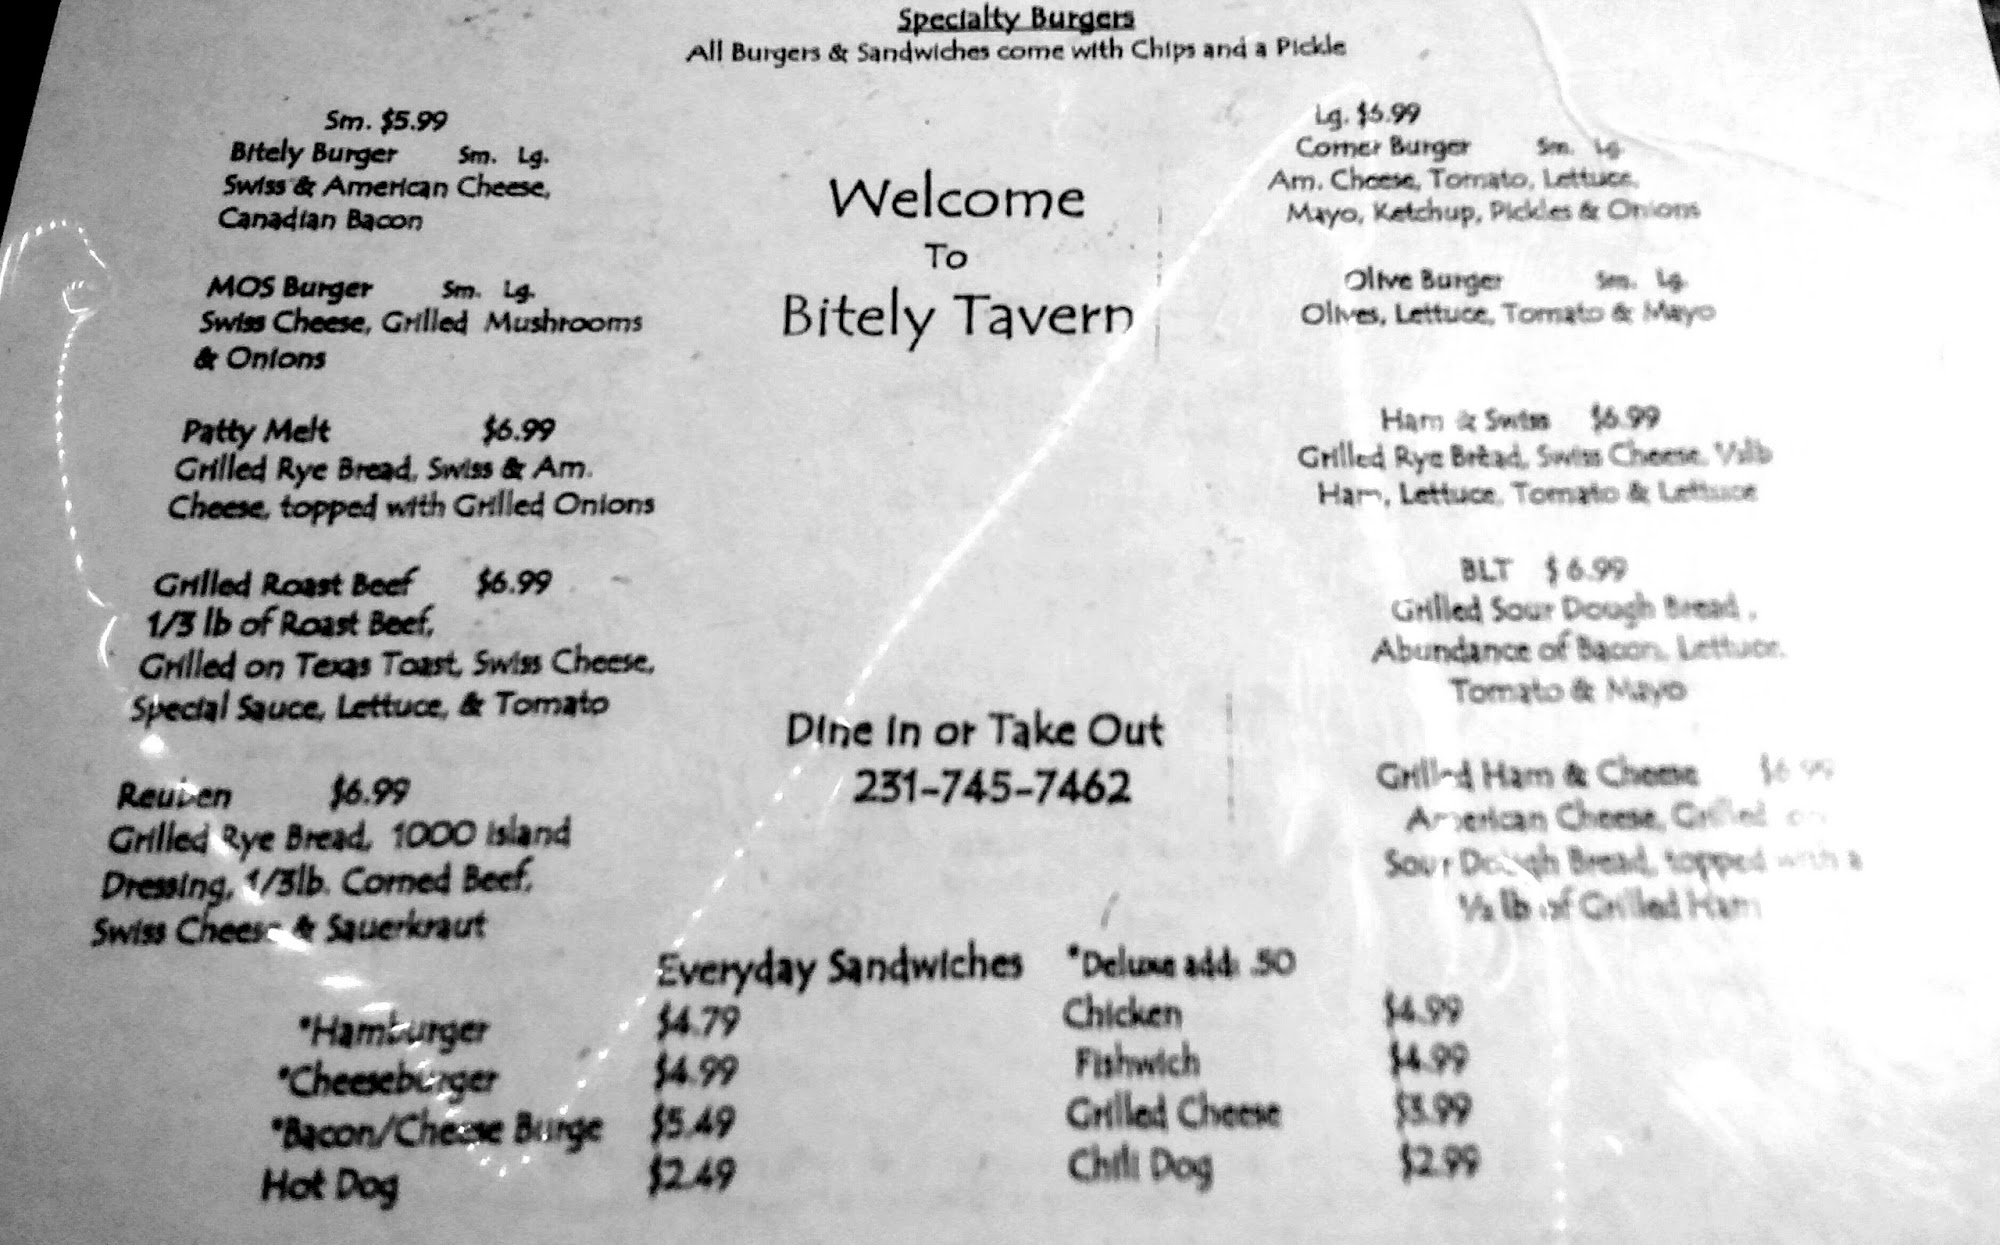 Specialty Burgers
All Burgers & Sandwiches come with Chips and a Pickle
Sm. $5.99
Bitely Burger Sm. Lg.
Swiss & American Cheese,
Canadian Bacon
MOS Burger Sm. Lg.
Swiss Cheese, Grilled Mushrooms
& Onions
Patty Melt $6.99
Grilled Rye Bread, Swiss & Am.
Cheese, topped with Grilled Onions
Grilled Roast Beef $6.99
1/3 lb of Roast Beef,
Grilled on Texas Toast, Swiss Cheese,
Special Sauce, Lettuce, & Tomato
Reuben $6.99
Grilled Rye Bread, 1000 Island
Dressing, 1/3lb. Corned Beef,
Swiss Cheese & Sauerkraut
Welcome
To
Bitely Tavern
Dine In or Take Out
231-745-7462
Lg. $6.99
Corner Burger Sm. Lg.
Am. Cheese, Tomato, Lettuce,
Mayo, Ketchup, Pickles & Onions
Olive Burger Sm. Lg.
Olives, Lettuce, Tomato & Mayo
Ham & Swiss $6.99
Grilled Rye Bread, Swiss Cheese, 
Ham, Lettuce, Tomato & Lettuce
BLT $ 6.99
Grilled Sour Dough Bread ,
Abundance of Bacon, Lettuce,
Tomato & Mayo
Grilled Ham & Cheese $6.99
American Cheese, Grilled on
Sour Dough Bread, topped with a
lb of Grilled Ham
Everyday Sandwiches *Deluxe add .50
*Hamburger $4.79 Chicken $4.99
*Cheeseburger $4.99 Fishwich $4.99
*Bacon/Cheese Burge $5.49 Grilled Cheese $3.99
Hot Dog $2.49 Chili Dog $2.99